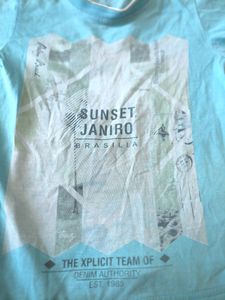 SUNSET
JANIRO
BRASILIA
THE XPLICIT TEAM OF
DENIM AUTHORITY
EST. 1985